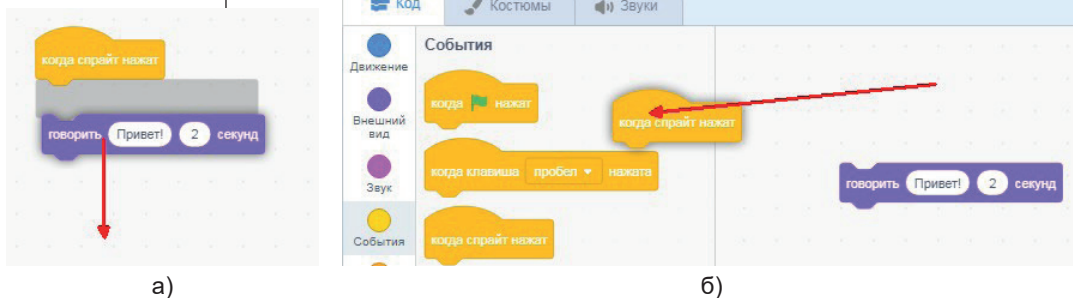 когда спрайт нажат
говорить Привет! 2 секунд
а)
Код Костюмы Звуки
События
Движение
Внешний
вид
Звук
События
когда нажат
когда спрайт нажат
когда клавиша пробел нажата
когда спрайт нажат
говорить Привет! 2 секунд
б)